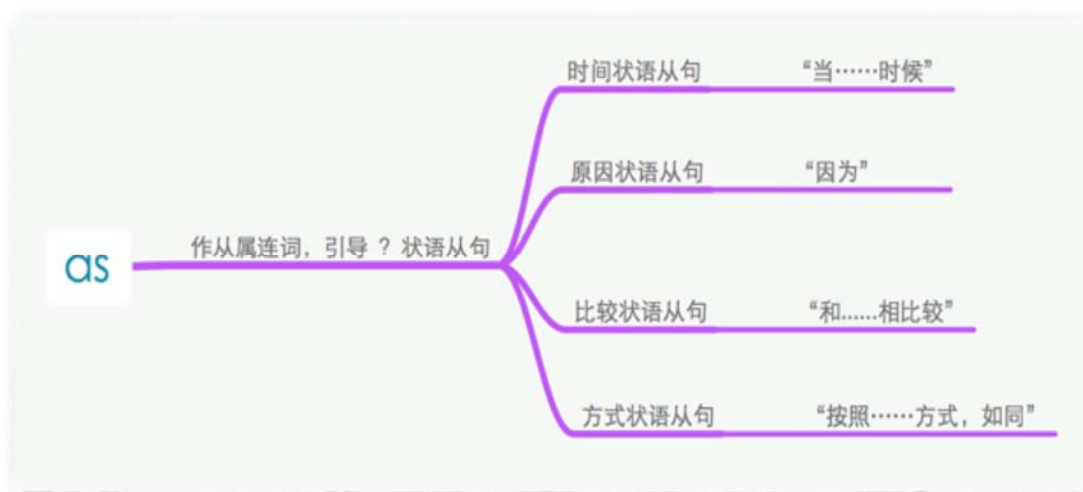 时间状语从句 “当……时候”
原因状语从句 “因为”
作从属连词，引导 ？ 状语从句
as
比较状语从句 “和......相比较”
方式状语从句 “按照……方式，如同”